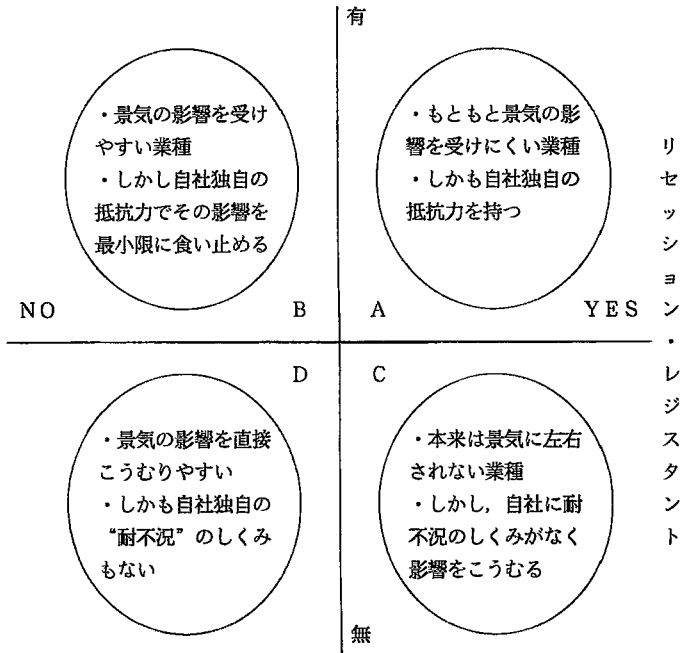 有
・景気の影響を受け
やすい業種
・しかし自社独自の
抵抗力でその影響を
最小限に食い止める
・もともと景気の影
響を受けにくい業種
・しかも自社独自の
抵抗力を持つ
NO
B
A
YES
リセッション・レジスタント
D
C
・景気の影響を直接
こうむりやすい
・しかも自社独自の
“耐不況”のしくみ
もない
・本来は景気に左右
されない業種
・しかし,自社に耐
不況のしくみがなく
影響をこうむる
無